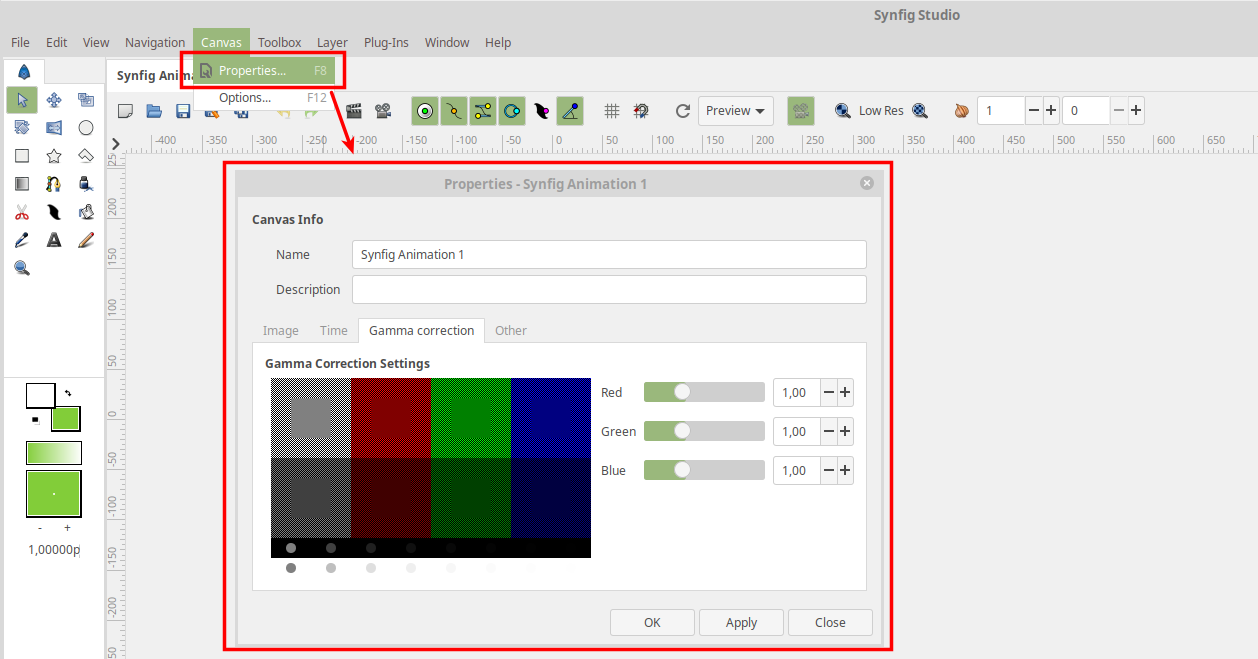 Synfig Studio
File Edit View Navigation Canvas Toolbox Layer Plug-Ins Window Help
Properties... F8
Synfig Anima
Options... F12
Preview
Low Res
1
0
-400 -350 -300 -250 -200 -150 -100 -50 0 50 100 150 200 250 300 350 400 450 500 550 600 650
Properties - Synfig Animation 1
Canvas Info
Name Synfig Animation 1
Description
Image Time Gamma correction Other
Gamma Correction Settings
Red 1,00
Green 1,00
Blue 1,00
OK Apply Close
25
200
150
100
50
0
-50
-100
-150
-200
50
- +
1,00000p